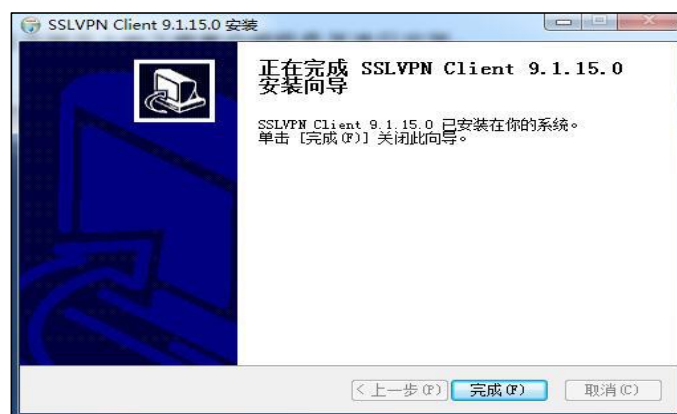 SSLVPN Client 9.1.15.0 安装
正在完成 SSLVPN Client 9.1.15.0
安装向导
SSLVPN Client 9.1.15.0 已安装在你的系统。
单击 [完成(F)] 关闭此向导。
< 上一步(P) 完成(F) 取消(C)